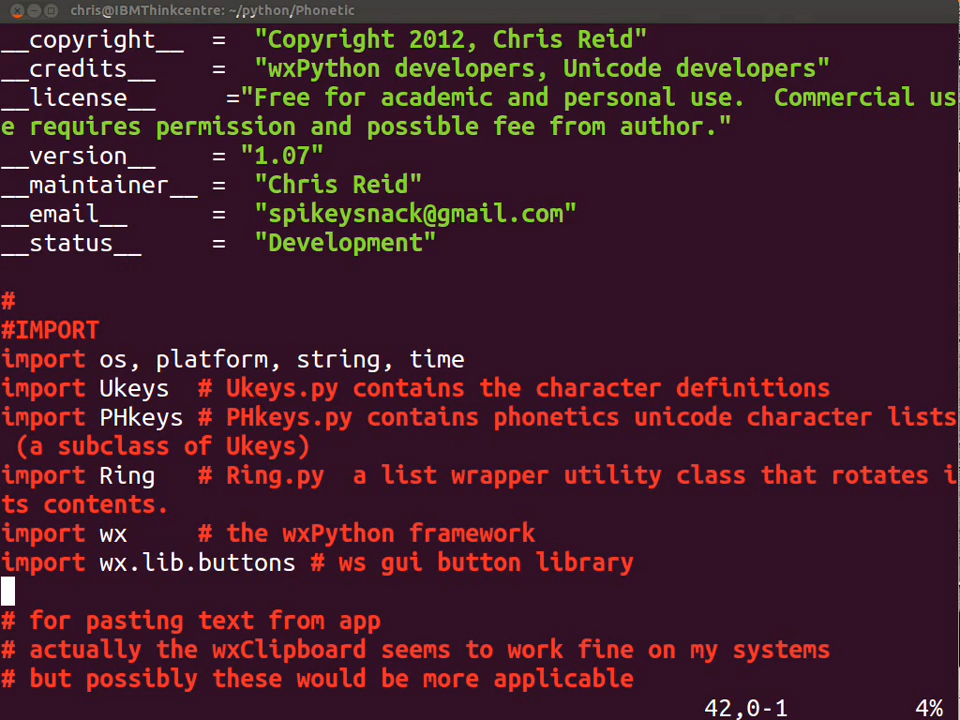 chris@IBMThinkcentre: ~/python/Phonetic
__copyright__  =  "Copyright 2012, Chris Reid"
__credits__    =  "wxPython developers, Unicode developers"
__license__     ="Free for academic and personal use.  Commercial us
e requires permission and possible fee from author."
__version__    = "1.07"
__maintainer__ =  "Chris Reid"
__email__      =  "spikeysnack@gmail.com"
__status__     =  "Development"
#
#IMPORT
import os, platform, string, time
import Ukeys  # Ukeys.py contains the character definitions
import PHkeys # PHkeys.py contains phonetics unicode character lists
 (a subclass of Ukeys)
import Ring   # Ring.py  a list wrapper utility class that rotates i
ts contents.
import wx     # the wxPython framework
import wx.lib.buttons # ws gui button library
# for pasting text from app
# actually the wxClipboard seems to work fine on my systems
# but possibly these would be more applicable
42,0-1         4%